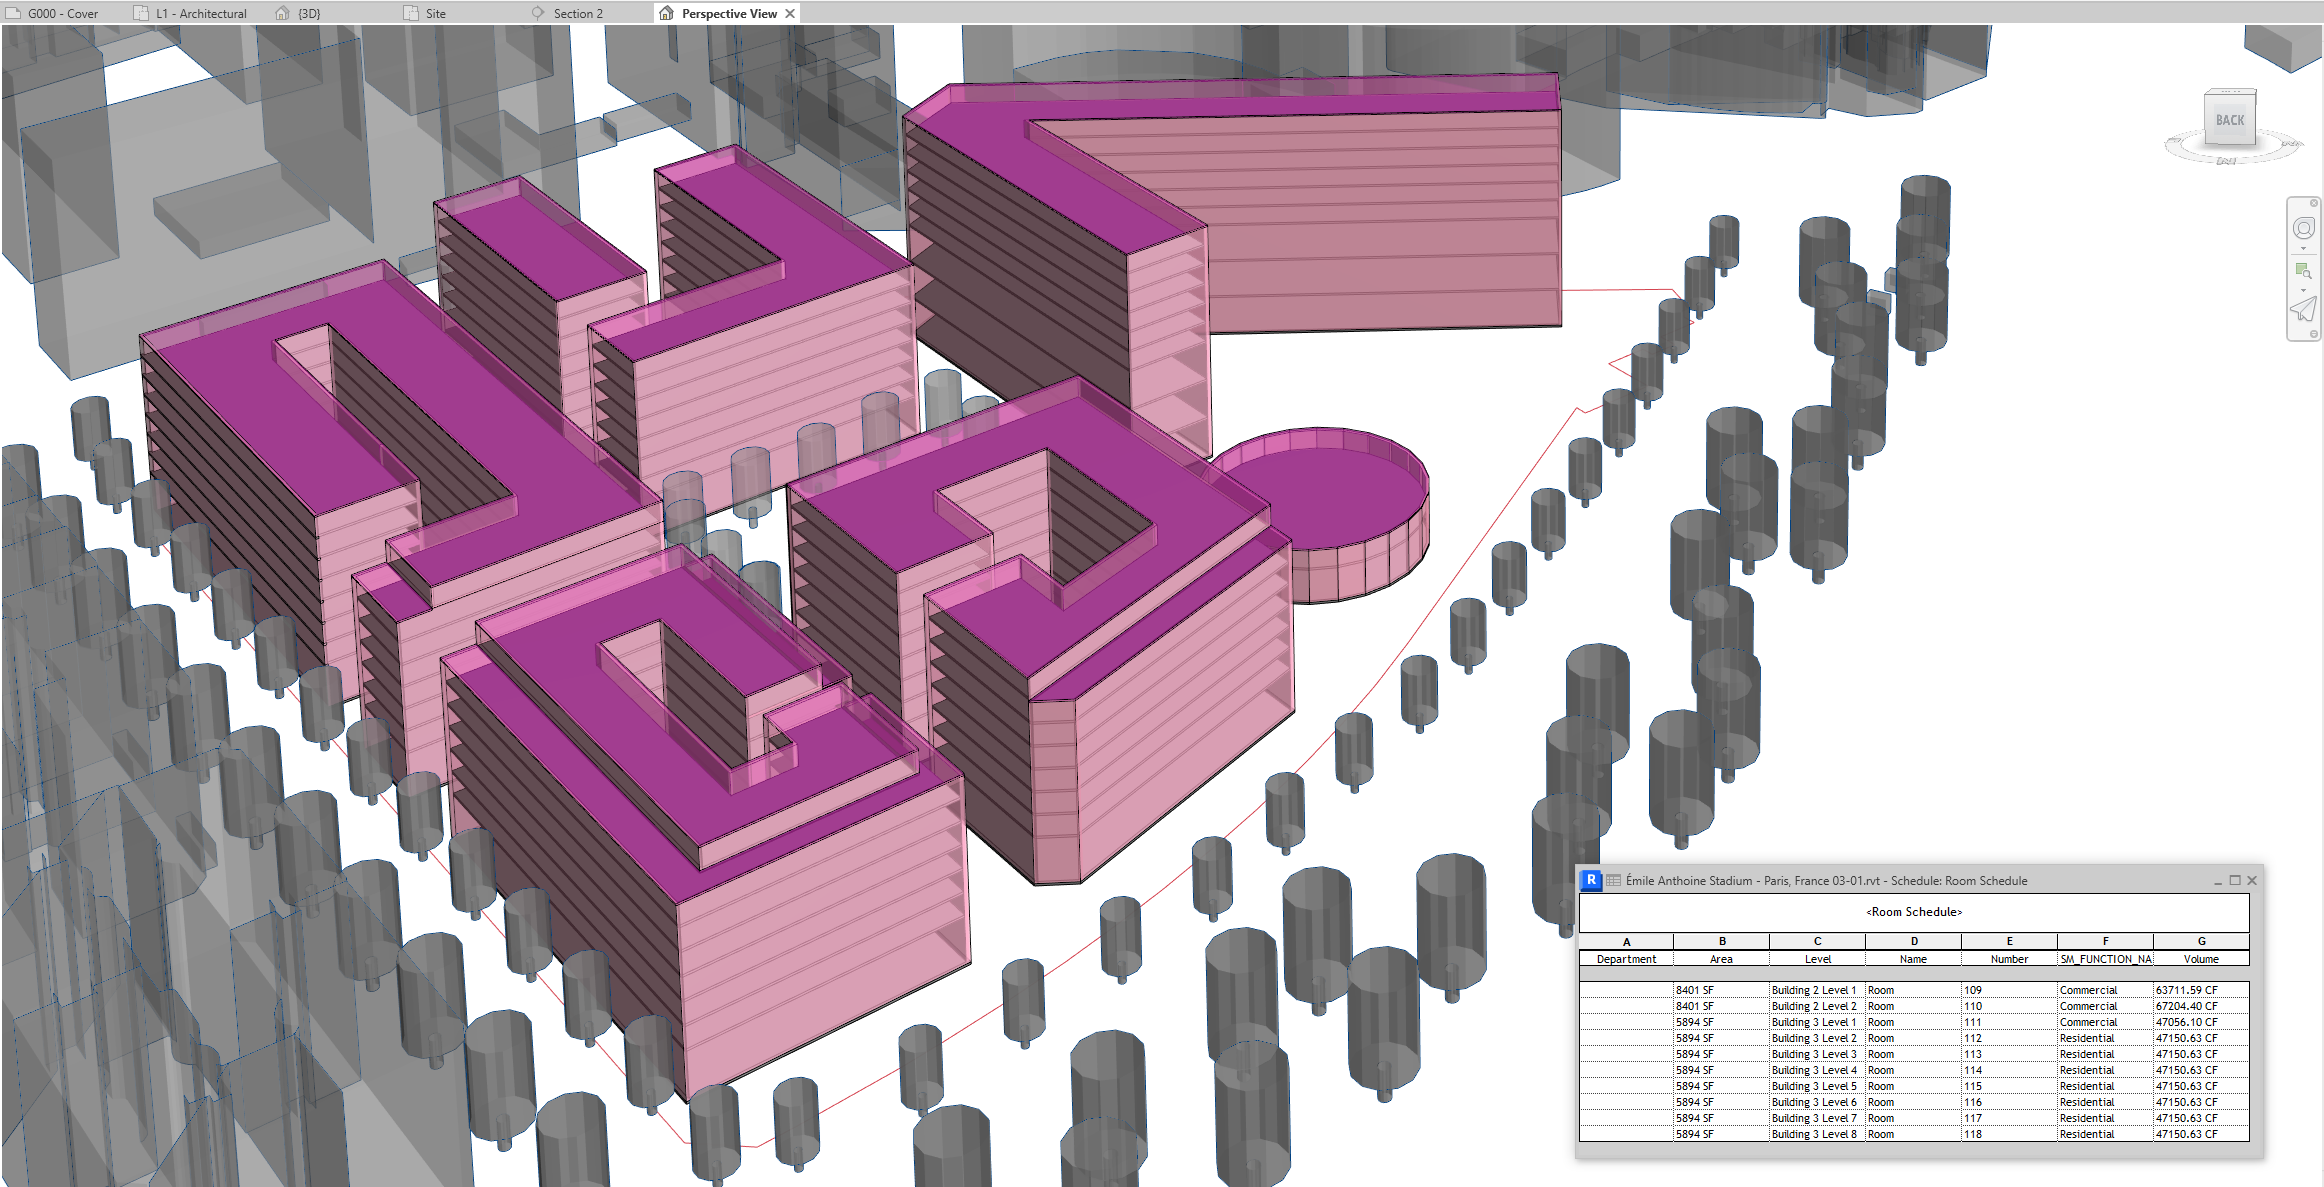 G000 - Cover
L1 - Architectural
{3D}
Site
Section 2
Perspective View
BACK
R
Émile Anthoine Stadium - Paris, France 03-01.rvt - Schedule: Room Schedule
<Room Schedule>
A B C D E F G
Department Area Level Name Number SM_FUNCTION_NA Volume
8401 SF Building 2 Level 1 Room 109 Commercial 63711.59 CF
8401 SF Building 2 Level 2 Room 110 Commercial 67204.40 CF
5894 SF Building 3 Level 1 Room 111 Commercial 47056.10 CF
5894 SF Building 3 Level 2 Room 112 Residential 47150.63 CF
5894 SF Building 3 Level 3 Room 113 Residential 47150.63 CF
5894 SF Building 3 Level 4 Room 114 Residential 47150.63 CF
5894 SF Building 3 Level 5 Room 115 Residential 47150.63 CF
5894 SF Building 3 Level 6 Room 116 Residential 47150.63 CF
5894 SF Building 3 Level 7 Room 117 Residential 47150.63 CF
5894 SF Building 3 Level 8 Room 118 Residential 47150.63 CF